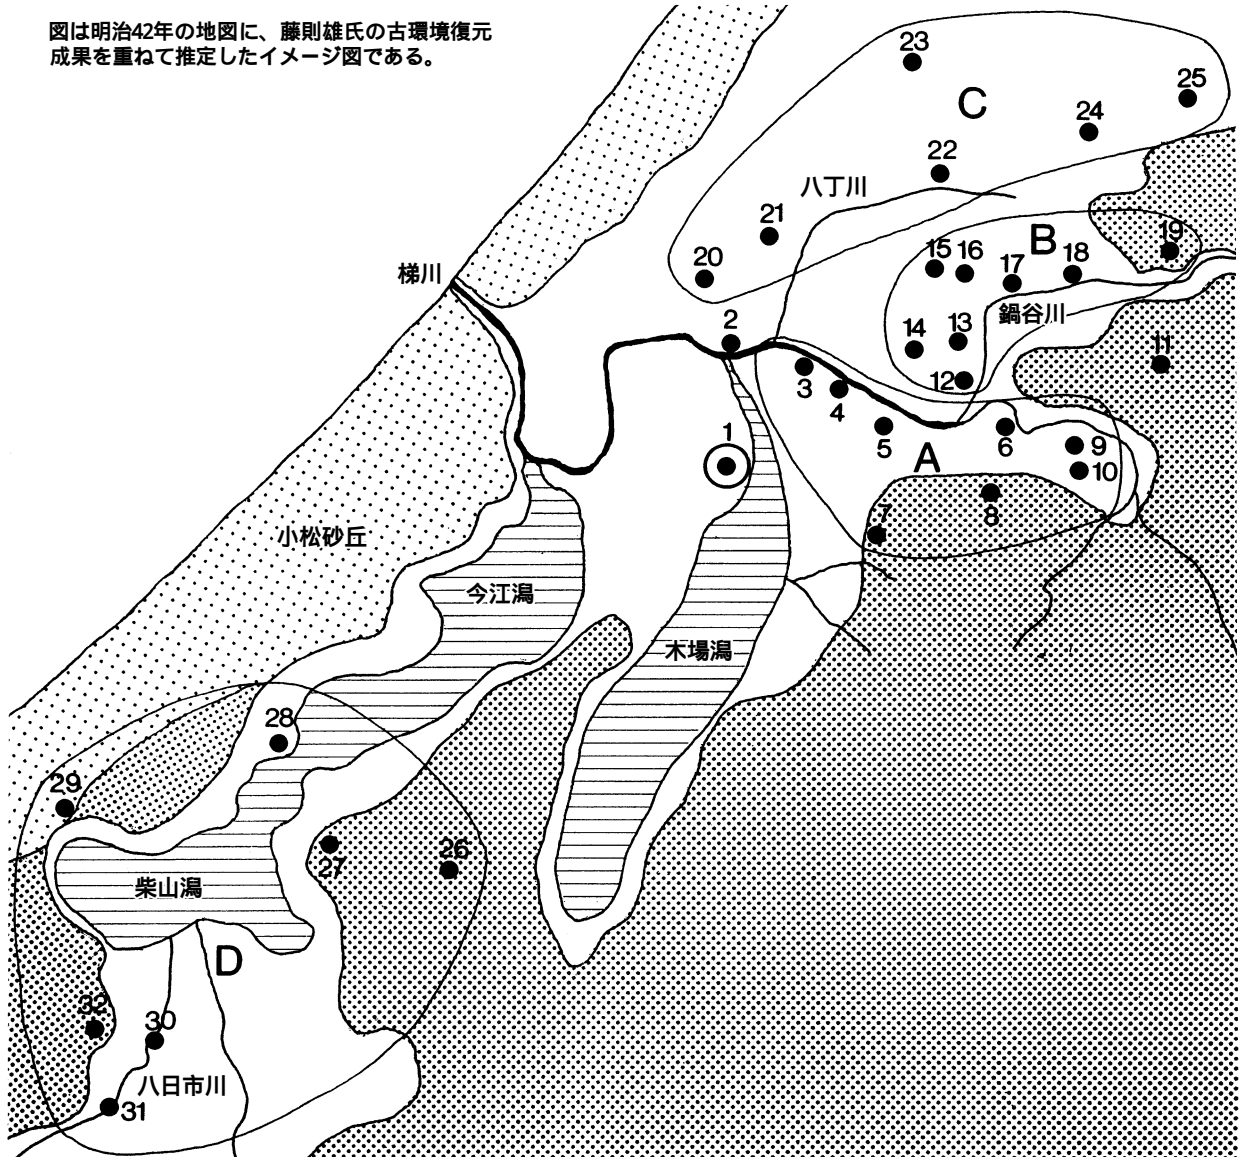 図は明治42年の地図に、藤則雄氏の古環境復元
成果を重ねて推定したイメージ図である。
23
C
25
24
22
八丁川
21
B
19
20
15
16
17
18
梯川
鍋谷川
2
14
13
11
12
3
4
1
5
A
6
9
10
7
8
小松砂丘
今江潟
木場潟
28
29
27
26
柴山潟
D
32
30
八日市川
31